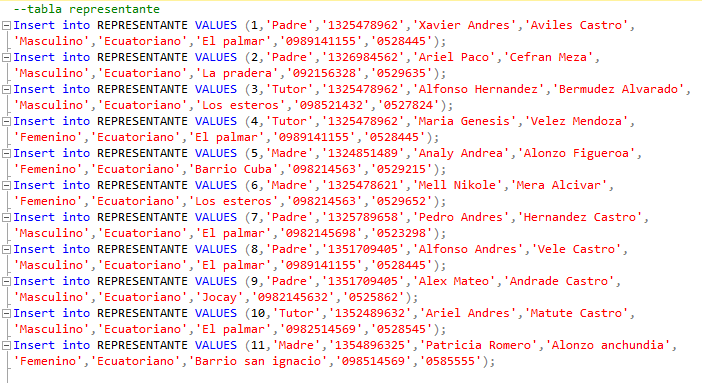 --tabla representante
Insert into REPRESENTANTE VALUES (1,'Padre','1325478962','Xavier Andres','Aviles Castro',
'Masculino','Ecuatoriano','El palmar','0989141155','0528445');
Insert into REPRESENTANTE VALUES (2,'Padre','1326984562','Ariel Paco','Cefran Meza',
'Masculino','Ecuatoriano','La pradera','092156328','0529635');
Insert into REPRESENTANTE VALUES (3,'Tutor','1325478962','Alfonso Hernandez','Bermudez Alvarado',
'Masculino','Ecuatoriano','Los esteros','098521432','0527824');
Insert into REPRESENTANTE VALUES (4,'Tutor','1325478962','Maria Genesis','Velez Mendoza',
'Femenino','Ecuatoriano','El palmar','0989141155','0528445');
Insert into REPRESENTANTE VALUES (5,'Madre','1324851489','Analy Andrea','Alonzo Figueroa',
'Femenino','Ecuatoriano','Barrio Cuba','098214563','0529215');
Insert into REPRESENTANTE VALUES (6,'Madre','1325478621','Mell Nikole','Mera Alcivar',
'Femenino','Ecuatoriano','Los esteros','098214563','0529652');
Insert into REPRESENTANTE VALUES (7,'Padre','1325789658','Pedro Andres','Hernandez Castro',
'Masculino','Ecuatoriano','El palmar','0982145698','0523298');
Insert into REPRESENTANTE VALUES (8,'Padre','1351709405','Alfonso Andres','Vele Castro',
'Masculino','Ecuatoriano','El palmar','0989141155','0528445');
Insert into REPRESENTANTE VALUES (9,'Padre','1351709405','Alex Mateo','Andrade Castro',
'Masculino','Ecuatoriano','Jocay','0982145632','0525862');
Insert into REPRESENTANTE VALUES (10,'Tutor','1352489632','Ariel Andres','Matute Castro',
'Masculino','Ecuatoriano','El palmar','0982514569','0528545');
Insert into REPRESENTANTE VALUES (11,'Madre','1354896325','Patricia Romero','Alonzo anchundia',
'Femenino','Ecuatoriano','Barrio san ignacio','098514569','0585555');